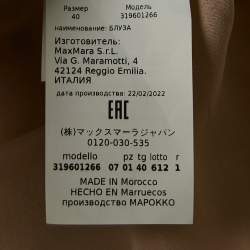 Размер Модель
40 319601266
наименование: БЛУЗА
Изготовитель:
MaxMara S.r.L.
Via G. Maramotti, 4
42124 Reggio Emilia.
ИТАЛИЯ
дата производства: 22/02/2022
EAC
(株)マックスマーラジャパン
0120-030-535
modello pz tg lotto r
319601266 07 01 40 612 1
MADE IN Morocco
HECHO EN Marruecos
производство МАРОККО